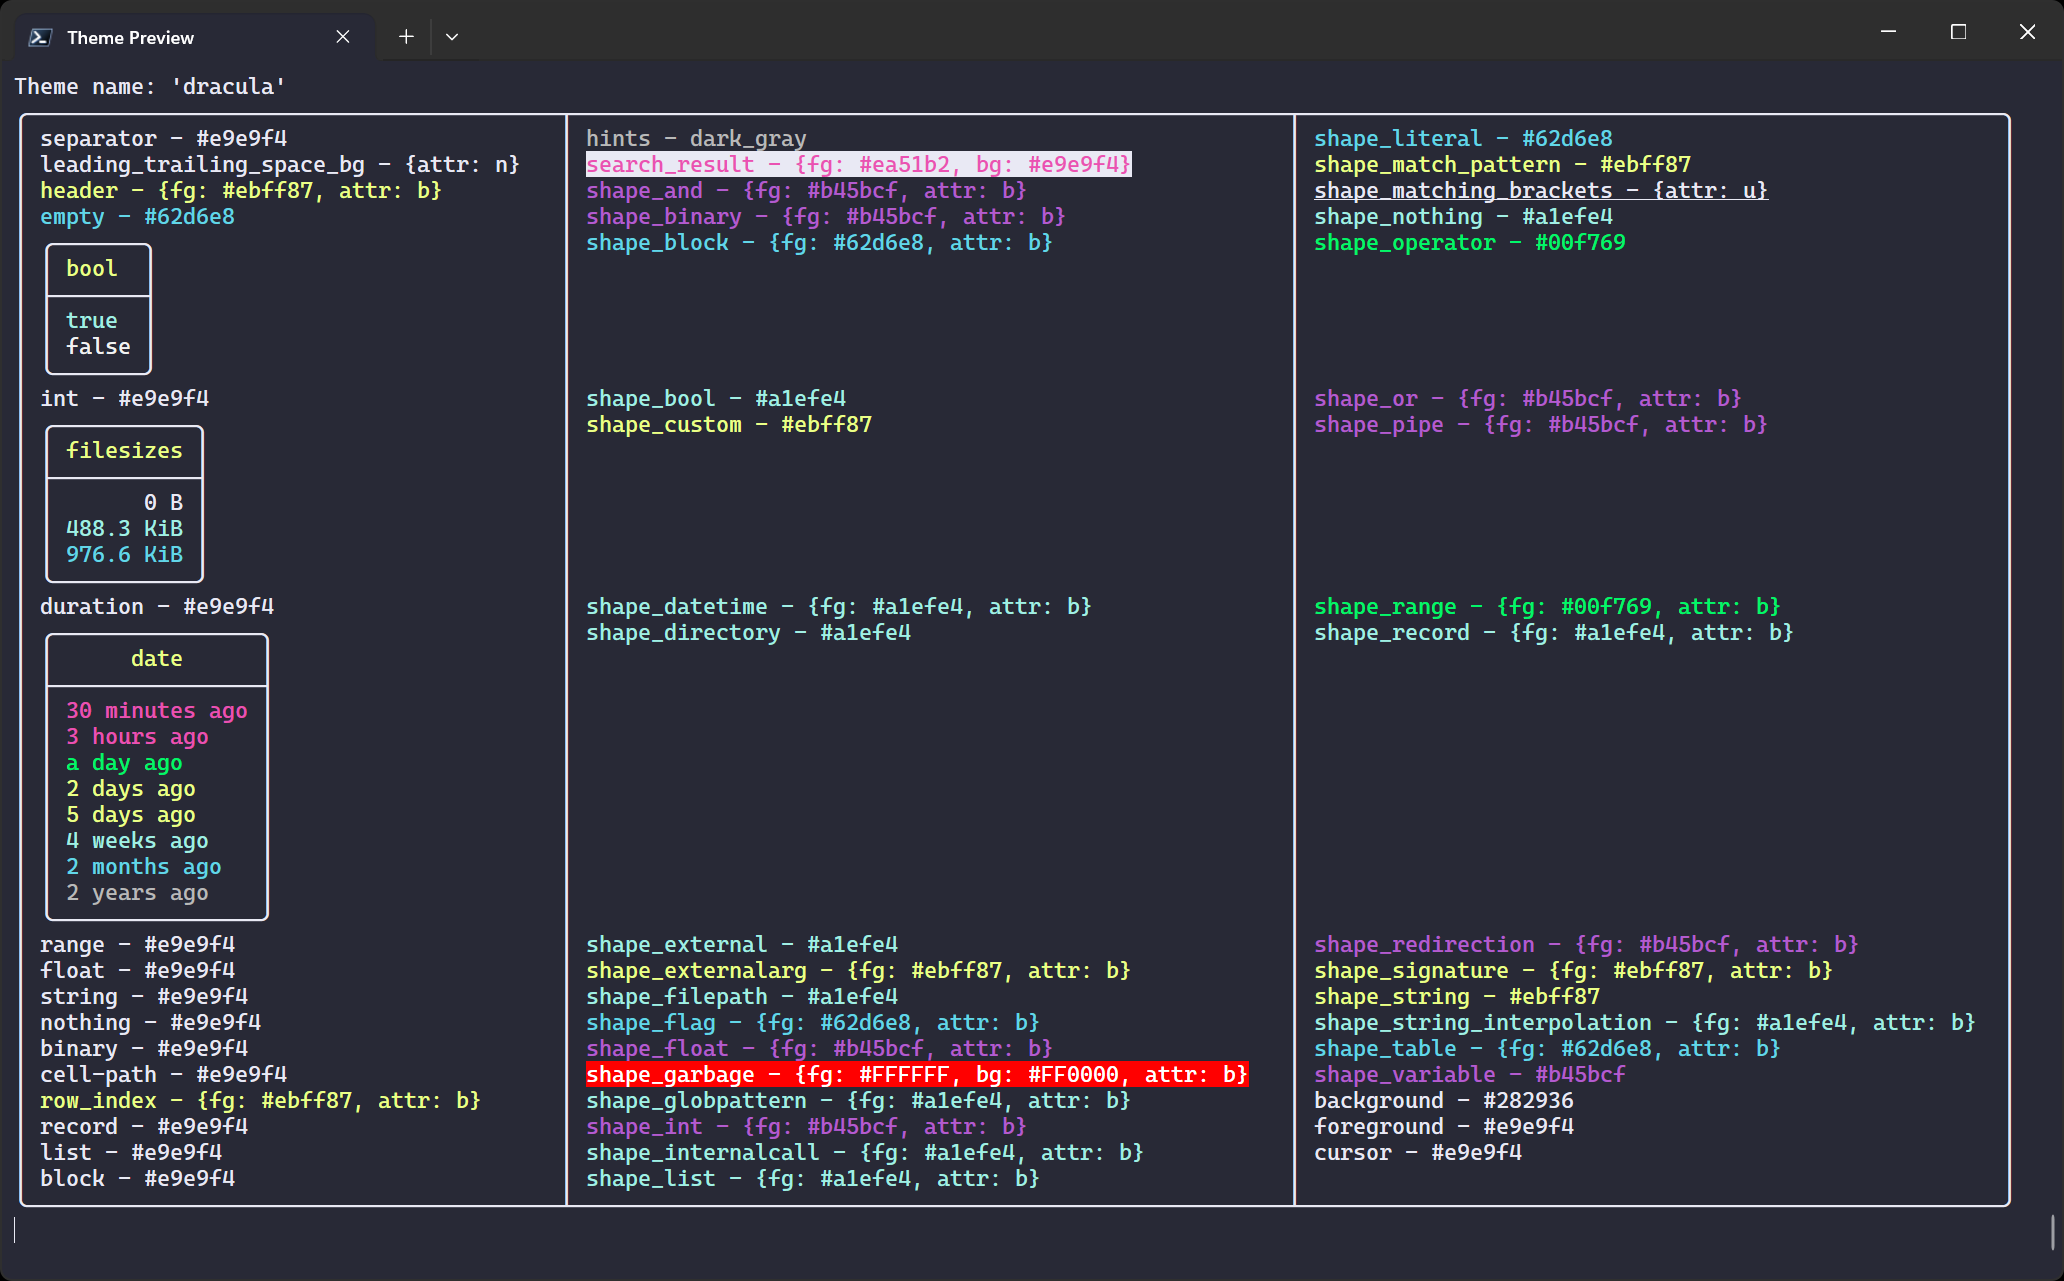 Theme Preview
Theme name: 'dracula'
separator - #e9e9f4
leading_trailing_space_bg - {attr: n}
header - {fg: #ebff87, attr: b}
empty - #62d6e8
bool
true
false
int - #e9e9f4
filesizes
0 B
488.3 KiB
976.6 KiB
duration - #e9e9f4
date
30 minutes ago
3 hours ago
a day ago
2 days ago
5 days ago
4 weeks ago
2 months ago
2 years ago
range - #e9e9f4
float - #e9e9f4
string - #e9e9f4
nothing - #e9e9f4
binary - #e9e9f4
cell-path - #e9e9f4
row_index - {fg: #ebff87, attr: b}
record - #e9e9f4
list - #e9e9f4
block - #e9e9f4
hints - dark_gray
search_result - {fg: #ea51b2, bg: #e9e9f4}
shape_and - {fg: #b45bcf, attr: b}
shape_binary - {fg: #b45bcf, attr: b}
shape_block - {fg: #62d6e8, attr: b}
shape_bool - #a1efe4
shape_custom - #ebff87
shape_datetime - {fg: #a1efe4, attr: b}
shape_directory - #a1efe4
shape_external - #a1efe4
shape_externalarg - {fg: #ebff87, attr: b}
shape_filepath - #a1efe4
shape_flag - {fg: #62d6e8, attr: b}
shape_float - {fg: #b45bcf, attr: b}
shape_garbage - {fg: #FFFFFF, bg: #FF0000, attr: b}
shape_globpattern - {fg: #a1efe4, attr: b}
shape_int - {fg: #b45bcf, attr: b}
shape_internalcall - {fg: #a1efe4, attr: b}
shape_list - {fg: #a1efe4, attr: b}
shape_literal - #62d6e8
shape_match_pattern - #ebff87
shape_matching_brackets - {attr: u}
shape_nothing - #a1efe4
shape_operator - #00f769
shape_or - {fg: #b45bcf, attr: b}
shape_pipe - {fg: #b45bcf, attr: b}
shape_range - {fg: #00f769, attr: b}
shape_record - {fg: #a1efe4, attr: b}
shape_redirection - {fg: #b45bcf, attr: b}
shape_signature - {fg: #ebff87, attr: b}
shape_string - #ebff87
shape_string_interpolation - {fg: #a1efe4, attr: b}
shape_table - {fg: #62d6e8, attr: b}
shape_variable - #b45bcf
background - #282936
foreground - #e9e9f4
cursor - #e9e9f4